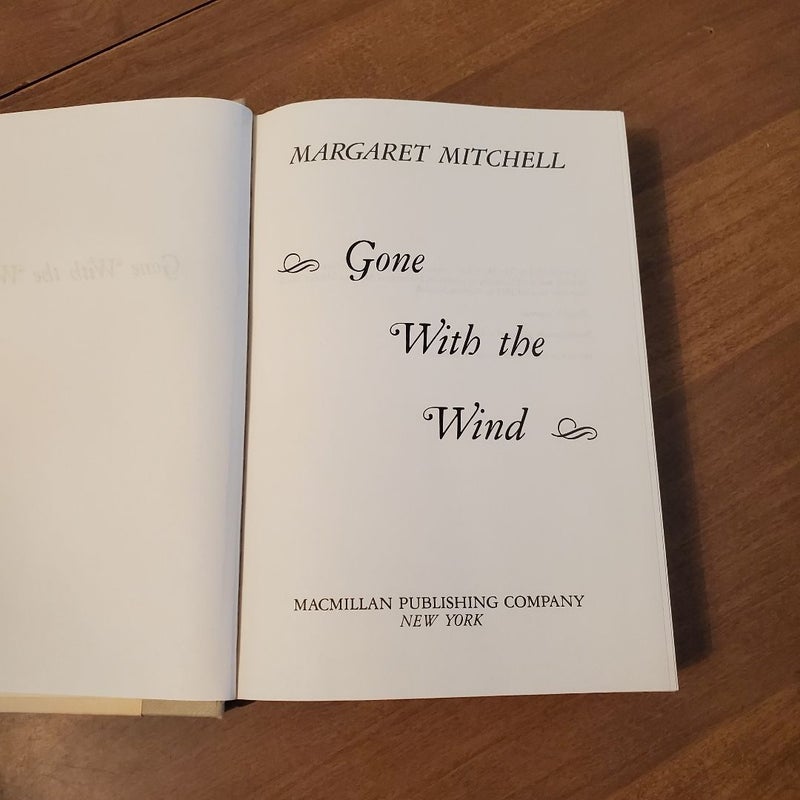 MARGARET MITCHELL
Gone
With the
Wind
MACMILLAN PUBLISHING COMPANY
NEW YORK